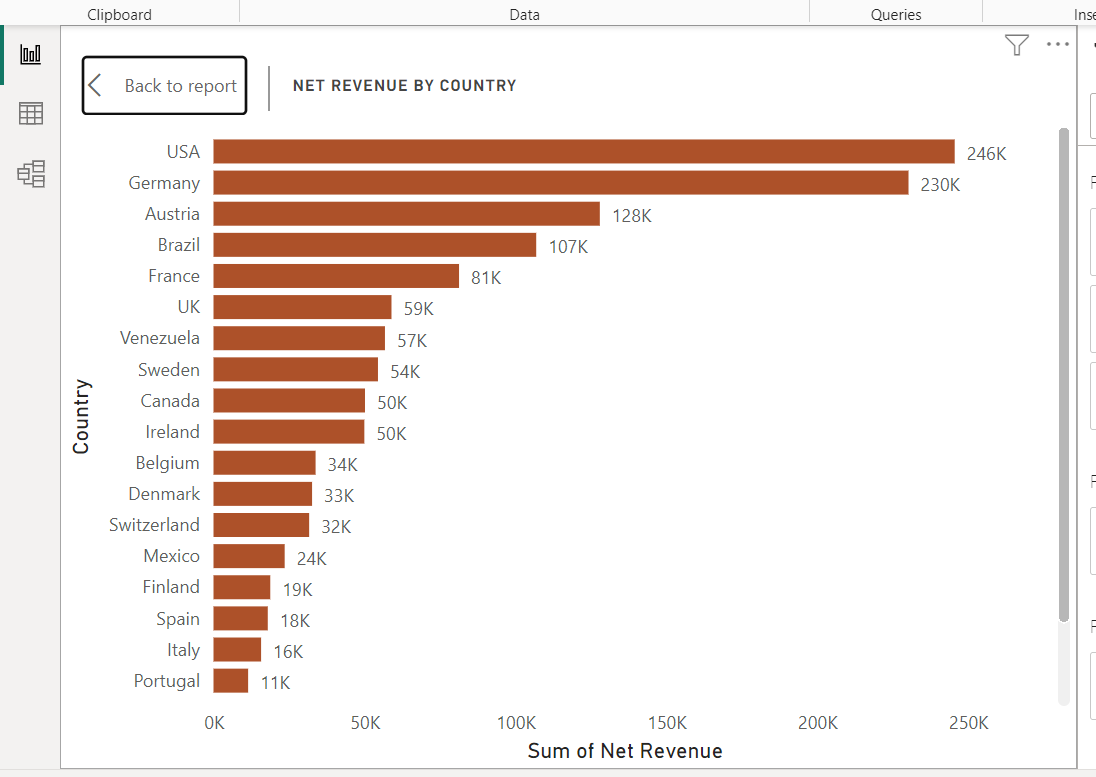 Clipboard Data Queries
Back to report NET REVENUE BY COUNTRY
Country
USA 246K
Germany 230K
Austria 128K
Brazil 107K
France 81K
UK 59K
Venezuela 57K
Sweden 54K
Canada 50K
Ireland 50K
Belgium 34K
Denmark 33K
Switzerland 32K
Mexico 24K
Finland 19K
Spain 18K
Italy 16K
Portugal 11K
0K 50K 100K 150K 200K 250K
Sum of Net Revenue